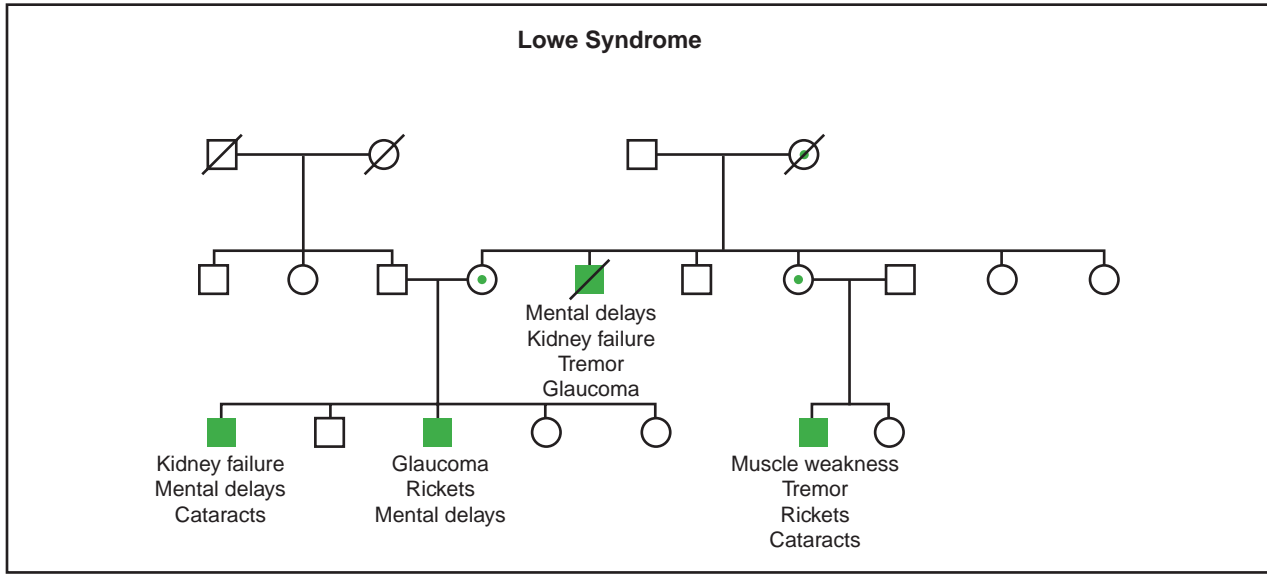 Lowe Syndrome
Mental delays
Kidney failure
Tremor
Glaucoma
Kidney failure
Mental delays
Cataracts
Glaucoma
Rickets
Mental delays
Muscle weakness
Tremor
Rickets
Cataracts